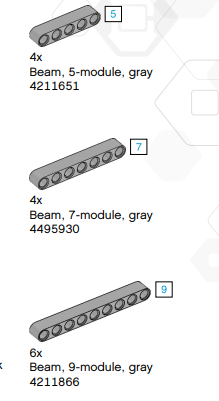 5
4x
Beam, 5-module, gray
4211651
7
4x
Beam, 7-module, gray
4495930
9
6x
Beam, 9-module, gray
4211866